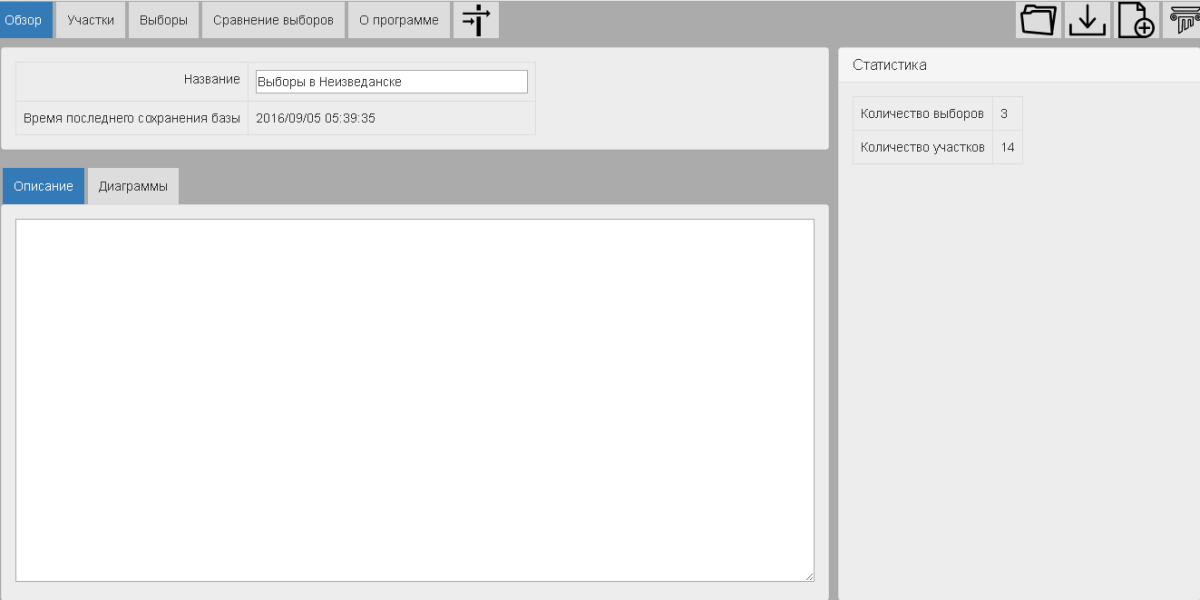 Обзор Участки Выборы Сравнение выборов О программе
Название Выборы в Неизведанске
Время последнего сохранения базы 2016/09/05 05:39:35
Описание Диаграммы
Статистика
Количество выборов 3
Количество участков 14